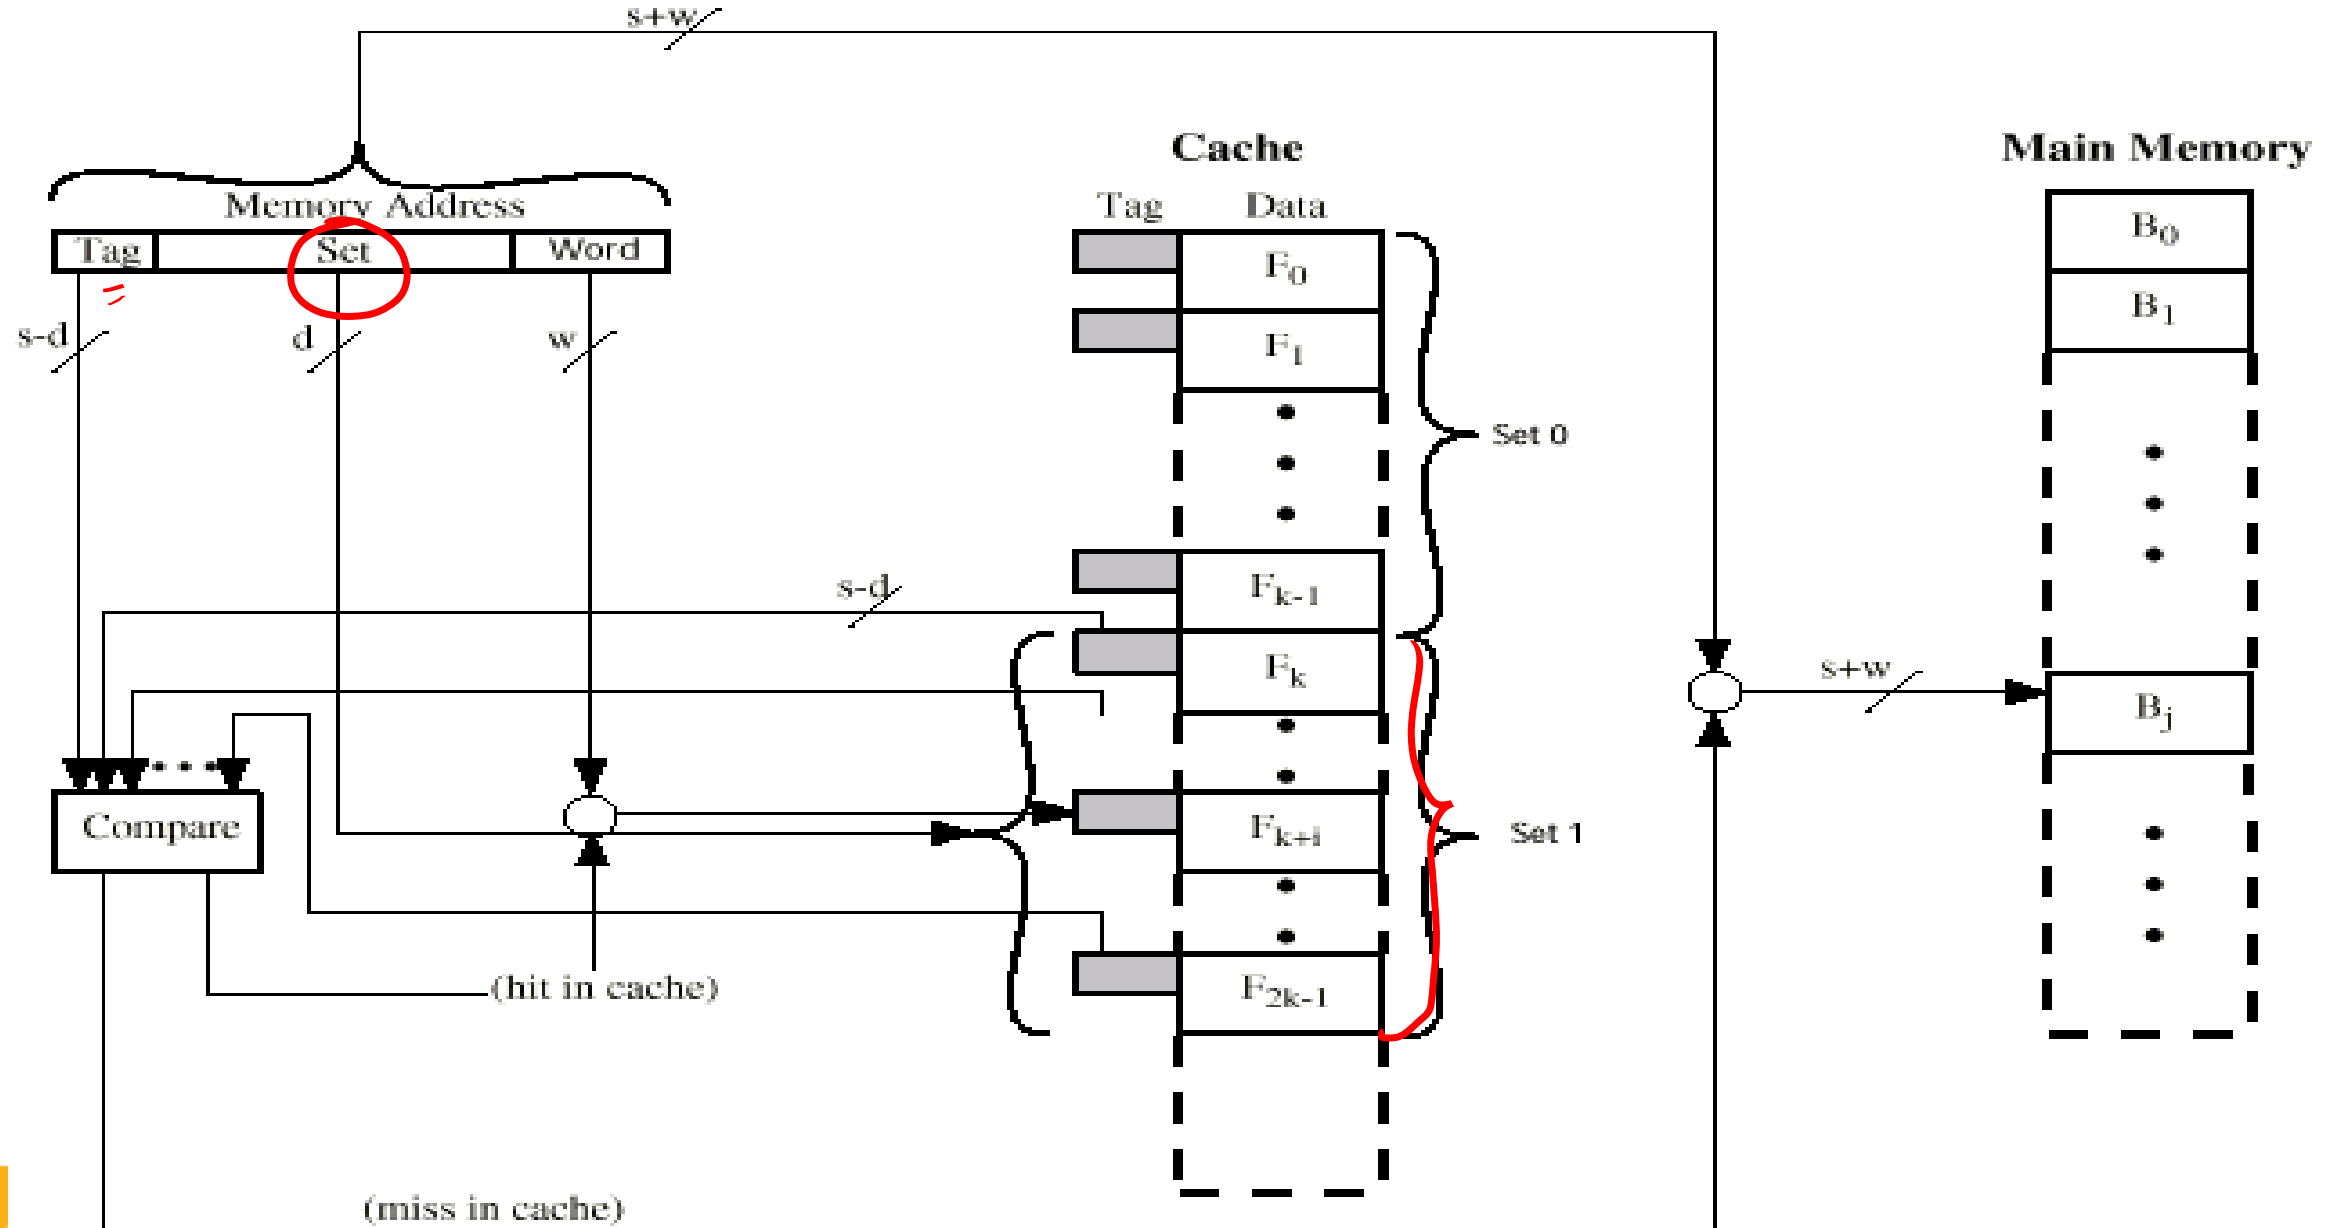 s+w
Cache
Main Memory
Memory Address
Tag Data
Tag Set Word
B0
F0
B1
s-d d w
F1
Set 0
Fk-1
s-d
Fk
s+w
Bj
Compare
Fk+i
Set 1
(hit in cache)
F2k-1
(miss in cache)